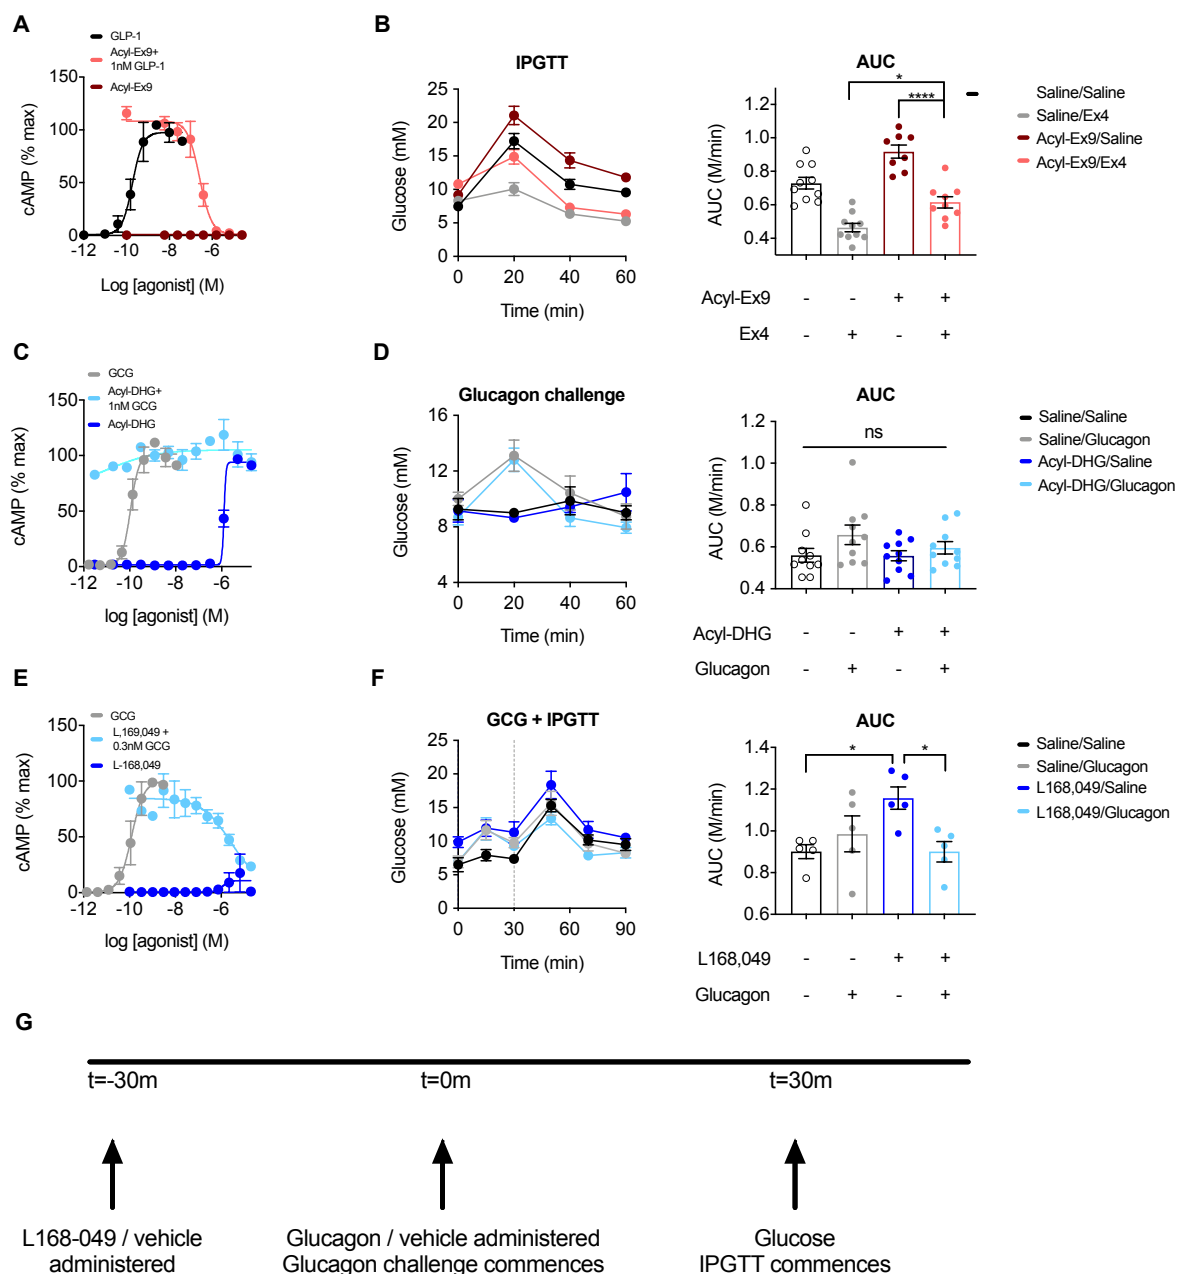 A
GLP-1
Acyl-Ex9+
1nM GLP-1
Acyl-Ex9
150
100
50
0
-12
-10
-8
-6
cAMP (% max)
Log [agonist] (M)
B
IPGTT
25
20
15
10
5
0
0
20
40
60
Glucose (mM)
Time (min)
AUC
*
****
1.2
1.0
0.8
0.6
0.4
AUC (M/min)
Acyl-Ex9 - - + +
Ex4 - + - +
Saline/Saline
Saline/Ex4
Acyl-Ex9/Saline
Acyl-Ex9/Ex4
C
GCG
Acyl-DHG+
1nM GCG
Acyl-DHG
150
100
50
0
-12
-10
-8
-6
cAMP (% max)
log [agonist] (M)
D
Glucagon challenge
16
12
8
4
0
20
40
60
Glucose (mM)
Time (min)
AUC
ns
1.2
1.0
0.8
0.6
0.4
AUC (M/min)
Acyl-DHG - - + +
Glucagon - + - +
Saline/Saline
Saline/Glucagon
Acyl-DHG/Saline
Acyl-DHG/Glucagon
E
GCG
L,169,049 +
0.3nM GCG
L-168,049
150
100
50
0
-12
-10
-8
-6
cAMP (% max)
log [agonist] (M)
F
GCG + IPGTT
25
20
15
10
5
0
0
30
60
90
Glucose (mM)
Time (min)
AUC
*
*
1.4
1.2
1.0
0.8
0.6
AUC (M/min)
L168,049 - - + +
Glucagon - + - +
Saline/Saline
Saline/Glucagon
L168,049/Saline
L168,049/Glucagon
G
t=-30m
t=0m
t=30m
L168-049 / vehicle
administered
Glucagon / vehicle administered
Glucagon challenge commences
Glucose
IPGTT commences